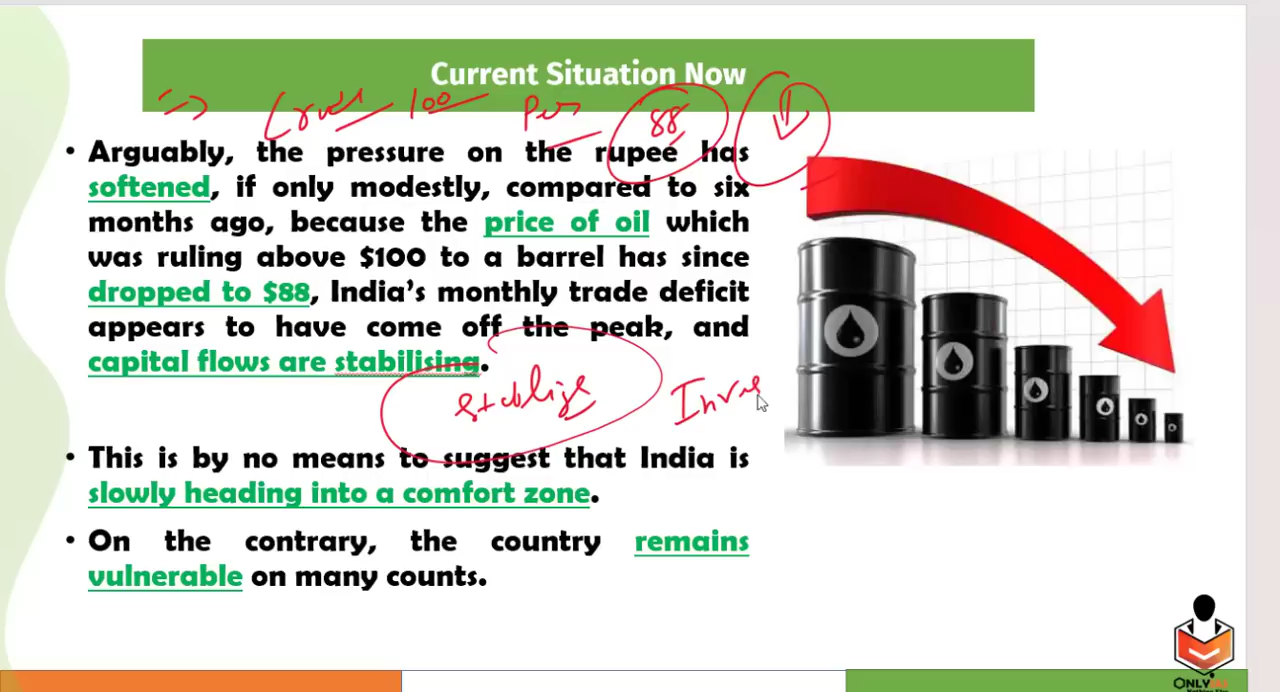 Current Situation Now
=> Crude 100 Per 88
• Arguably, the pressure on the rupee has
softened, if only modestly, compared to six
months ago, because the price of oil which
was ruling above $100 to a barrel has since
dropped to $88, India’s monthly trade deficit
appears to have come off the peak, and
capital flows are stabilising.
Inves
• This is by no means to suggest that India is
slowly heading into a comfort zone.
• On the contrary, the country remains
vulnerable on many counts.